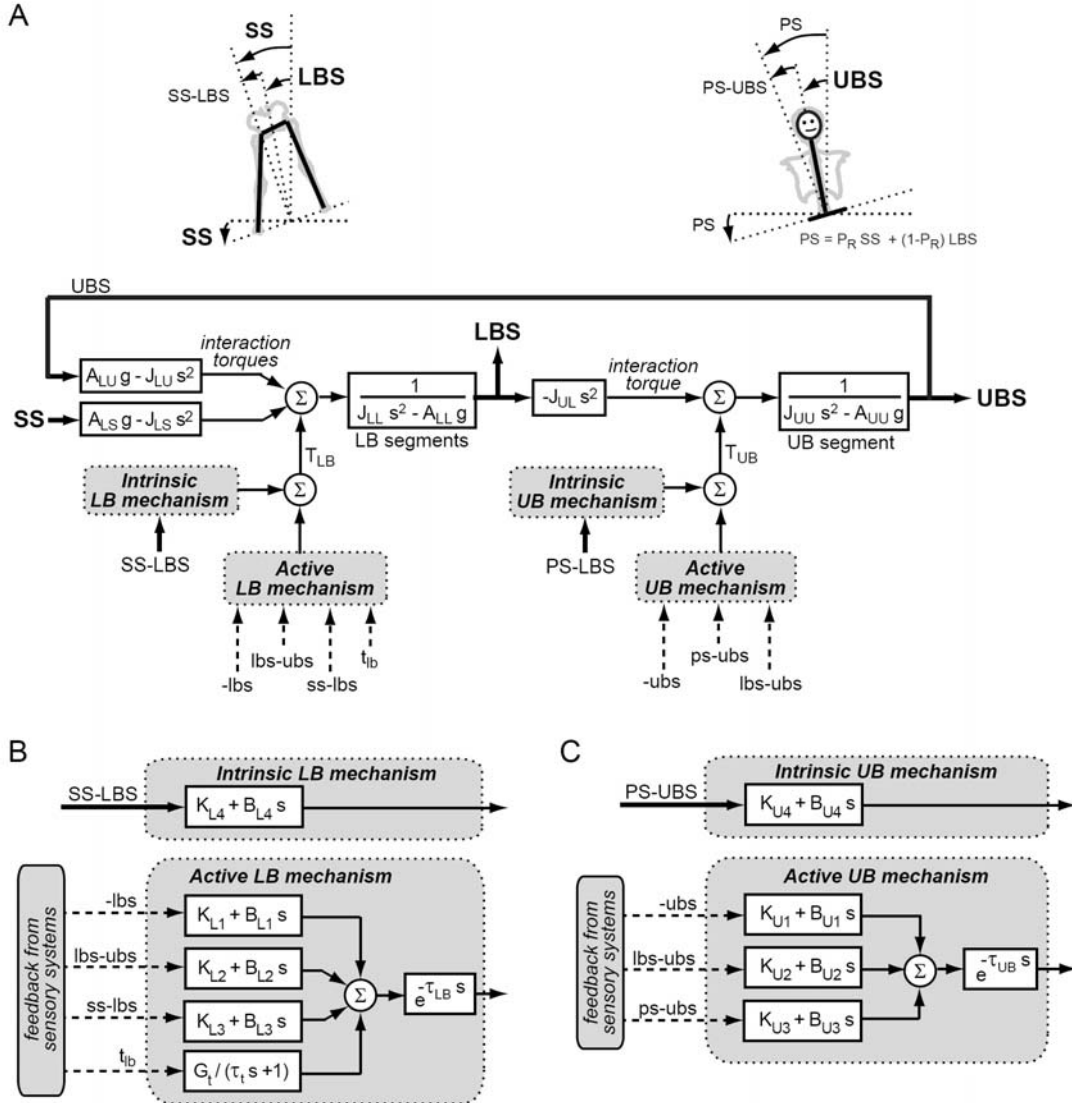 A
SS
LBS
SS-LBS
SS
PS
PS-UBS
UBS
PS
PS = P_R SS + (1-P_R) LBS
UBS
LBS
interaction
torques
interaction
torque
A_LU g - J_LU s²
SS
A_LS g - J_LS s²
Σ
1
J_LL s² - A_LL g
LB segments
-J_UL s²
Σ
1
J_UU s² - A_UU g
UB segment
UBS
T_LB
T_UB
Intrinsic
LB mechanism
Σ
Intrinsic
UB mechanism
Σ
SS-LBS
PS-LBS
Active
LB mechanism
Active
UB mechanism
-lbs
lbs-ubs
ss-lbs
t_lb
-ubs
ps-ubs
lbs-ubs
B
Intrinsic LB mechanism
SS-LBS
K_L4 + B_L4 s
Active LB mechanism
feedback from
sensory systems
-lbs
K_L1 + B_L1 s
lbs-ubs
K_L2 + B_L2 s
ss-lbs
K_L3 + B_L3 s
t_lb
G_t / (τ_t s +1)
Σ
e^-τ_LB s
C
Intrinsic UB mechanism
PS-UBS
K_U4 + B_U4 s
Active UB mechanism
feedback from
sensory systems
-ubs
K_U1 + B_U1 s
lbs-ubs
K_U2 + B_U2 s
ps-ubs
K_U3 + B_U3 s
Σ
e^-τ_UB s